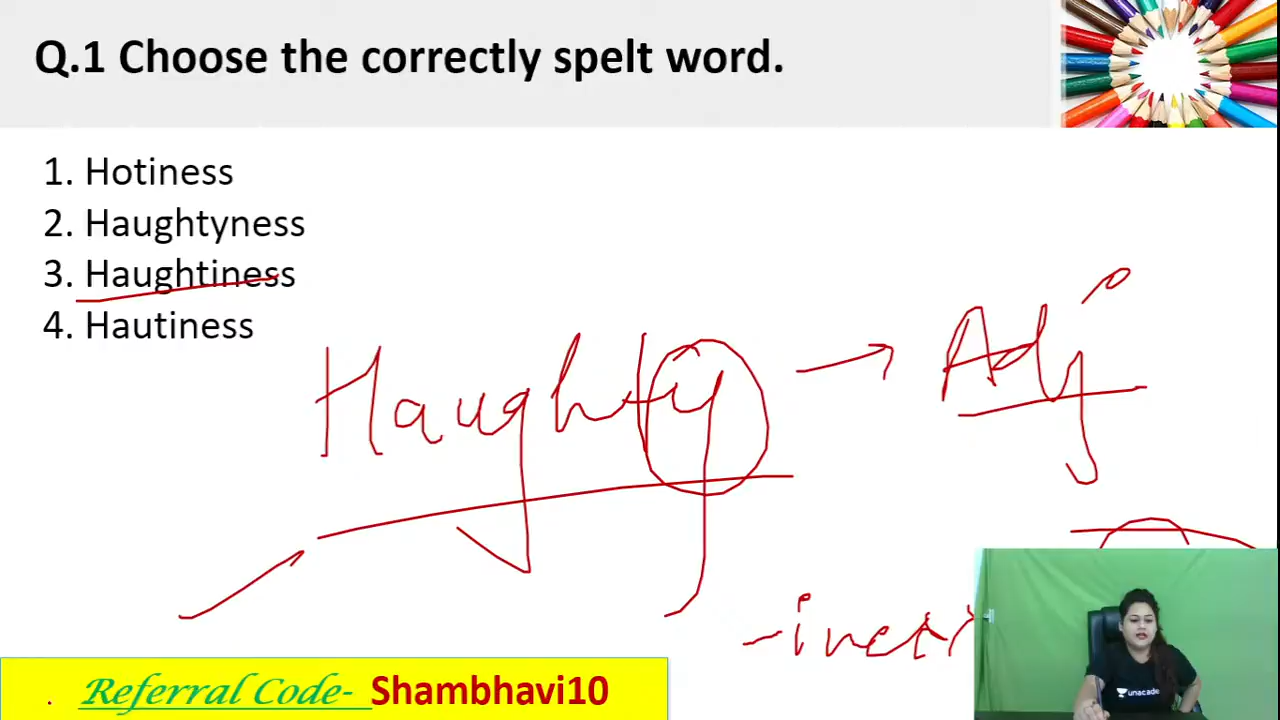 Q.1 Choose the correctly spelt word.
1. Hotiness
2. Haughtyness
3. Haughtiness
4. Hautiness
Haughty → Adj
. Referral Code- Shambhavi10
unacade